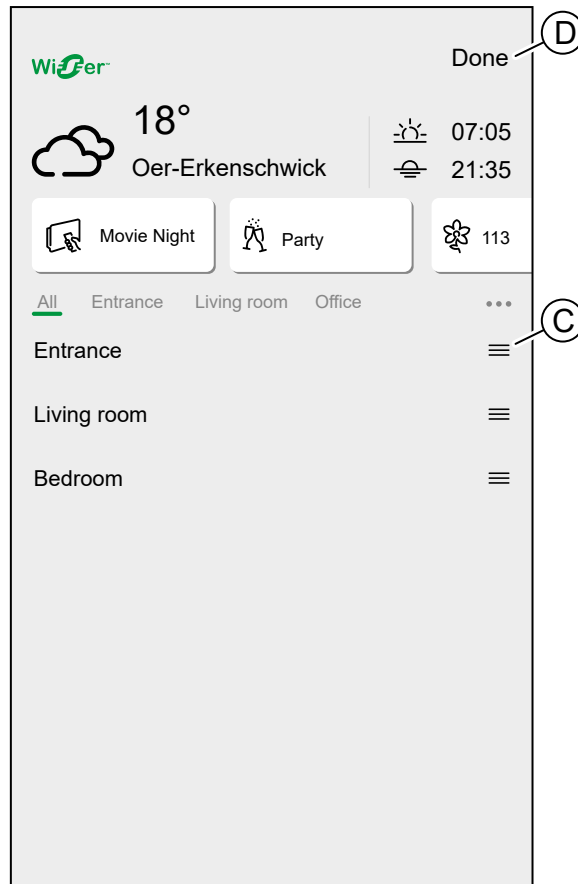 D
Done
Wiser
18°
07:05
Oer-Erkenschwick
21:35
Movie Night
Party
113
All Entrance Living room Office
C
Entrance
Living room
Bedroom